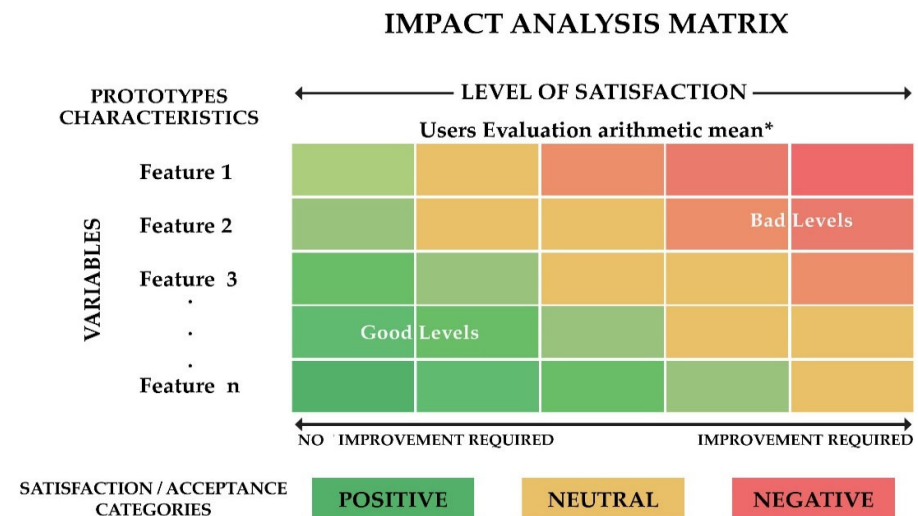 IMPACT ANALYSIS MATRIX
PROTOTYPES
CHARACTERISTICS
LEVEL OF SATISFACTION
Users Evaluation arithmetic mean*
VARIABLES
Feature 1
Feature 2
Bad Levels
Feature 3
.
.
Good Levels
.
Feature n
NO IMPROVEMENT REQUIRED
IMPROVEMENT REQUIRED
SATISFACTION / ACCEPTANCE
CATEGORIES
POSITIVE
NEUTRAL
NEGATIVE